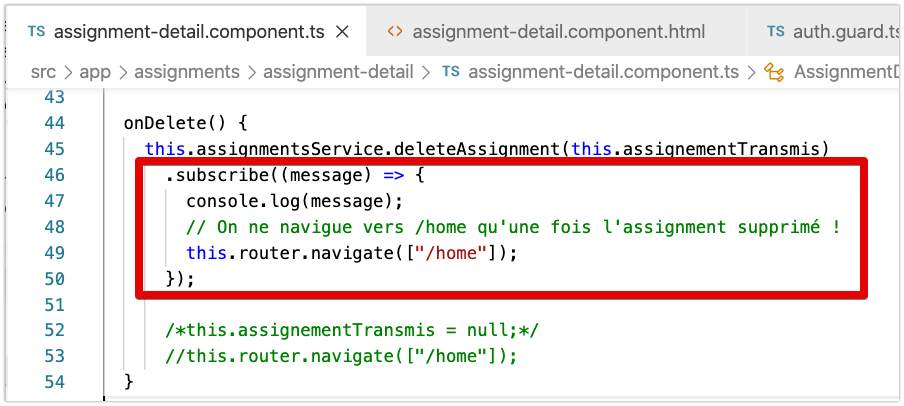 TS assignment-detail.component.ts × <> assignment-detail.component.html TS auth.guard.ts
src > app > assignments > assignment-detail > TS assignment-detail.component.ts > AssignmentD
43
44 onDelete() {
45 this.assignmentsService.deleteAssignment(this.assignementTransmis)
46 .subscribe((message) => {
47 console.log(message);
48 // On ne navigue vers /home qu'une fois l'assignment supprimé !
49 this.router.navigate(["/home"]);
50 });
51
52 /*this.assignementTransmis = null;*/
53 //this.router.navigate(["/home"]);
54 }